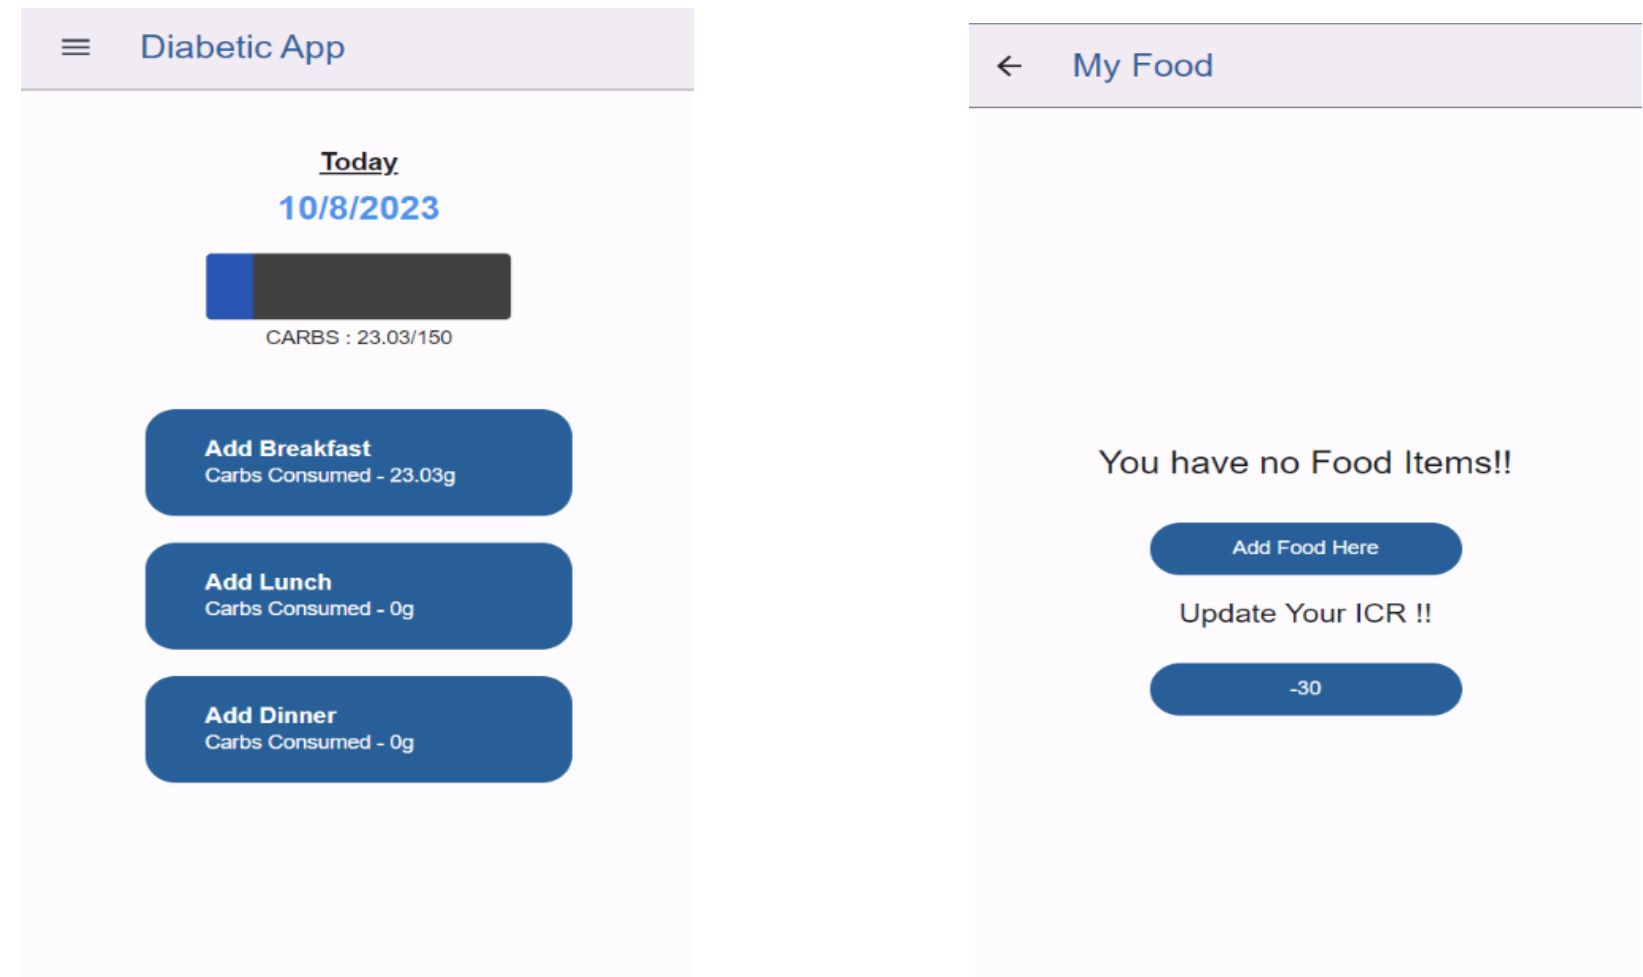 Diabetic App
Today
10/8/2023
CARBS : 23.03/150
Add Breakfast
Carbs Consumed - 23.03g
Add Lunch
Carbs Consumed - 0g
Add Dinner
Carbs Consumed - 0g
My Food
You have no Food Items!!
Add Food Here
Update Your ICR !!
-30